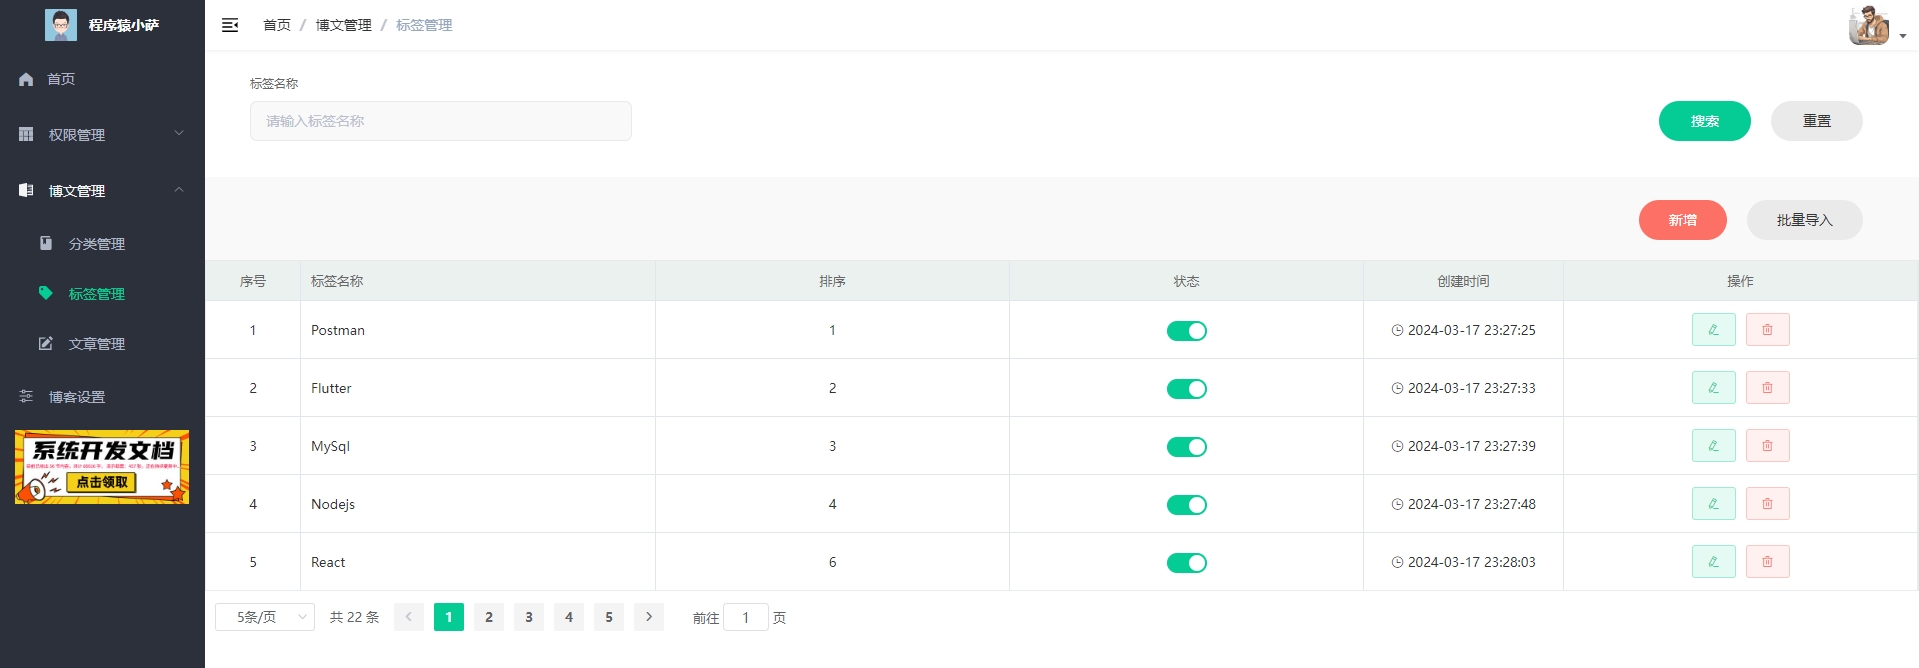 程序猿小萨
首页
权限管理
博文管理
分类管理
标签管理
文章管理
博客设置
系统开发文档
点击领取
首页 / 博文管理 / 标签管理
标签名称
请输入标签名称
搜索 重置
新增 批量导入
序号 标签名称 排序 状态 创建时间 操作
1 Postman 1 2024-03-17 23:27:25
2 Flutter 2 2024-03-17 23:27:33
3 MySql 3 2024-03-17 23:27:39
4 Nodejs 4 2024-03-17 23:27:48
5 React 6 2024-03-17 23:28:03
5条/页 共 22 条 1 2 3 4 5 前往 1 页